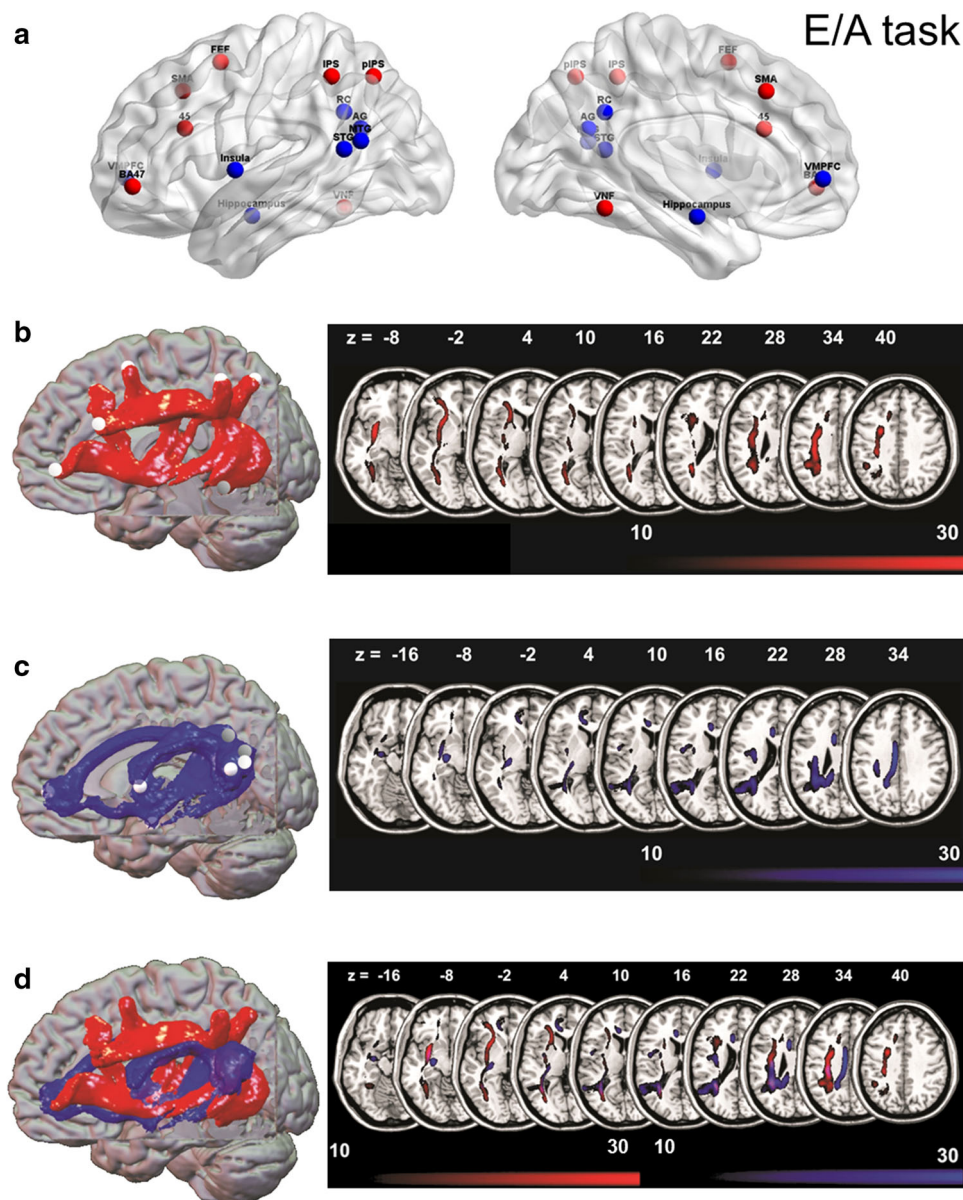 a
E/A task
FEF
SMA
45
VMPFC
BA47
Insula
Hippocampus
IPS
pIPS
RC
AG
NTG
STG
VNF
pIPS
IPS
FEF
SMA
RC
45
AG
STG
Insula
VMPFC
VNF
Hippocampus
b
z = -8 -2 4 10 16 22 28 34 40
10 30
c
z = -16 -8 -2 4 10 16 22 28 34
10 30
d
z = -16 -8 -2 4 10 16 22 28 34 40
10 30 10 30